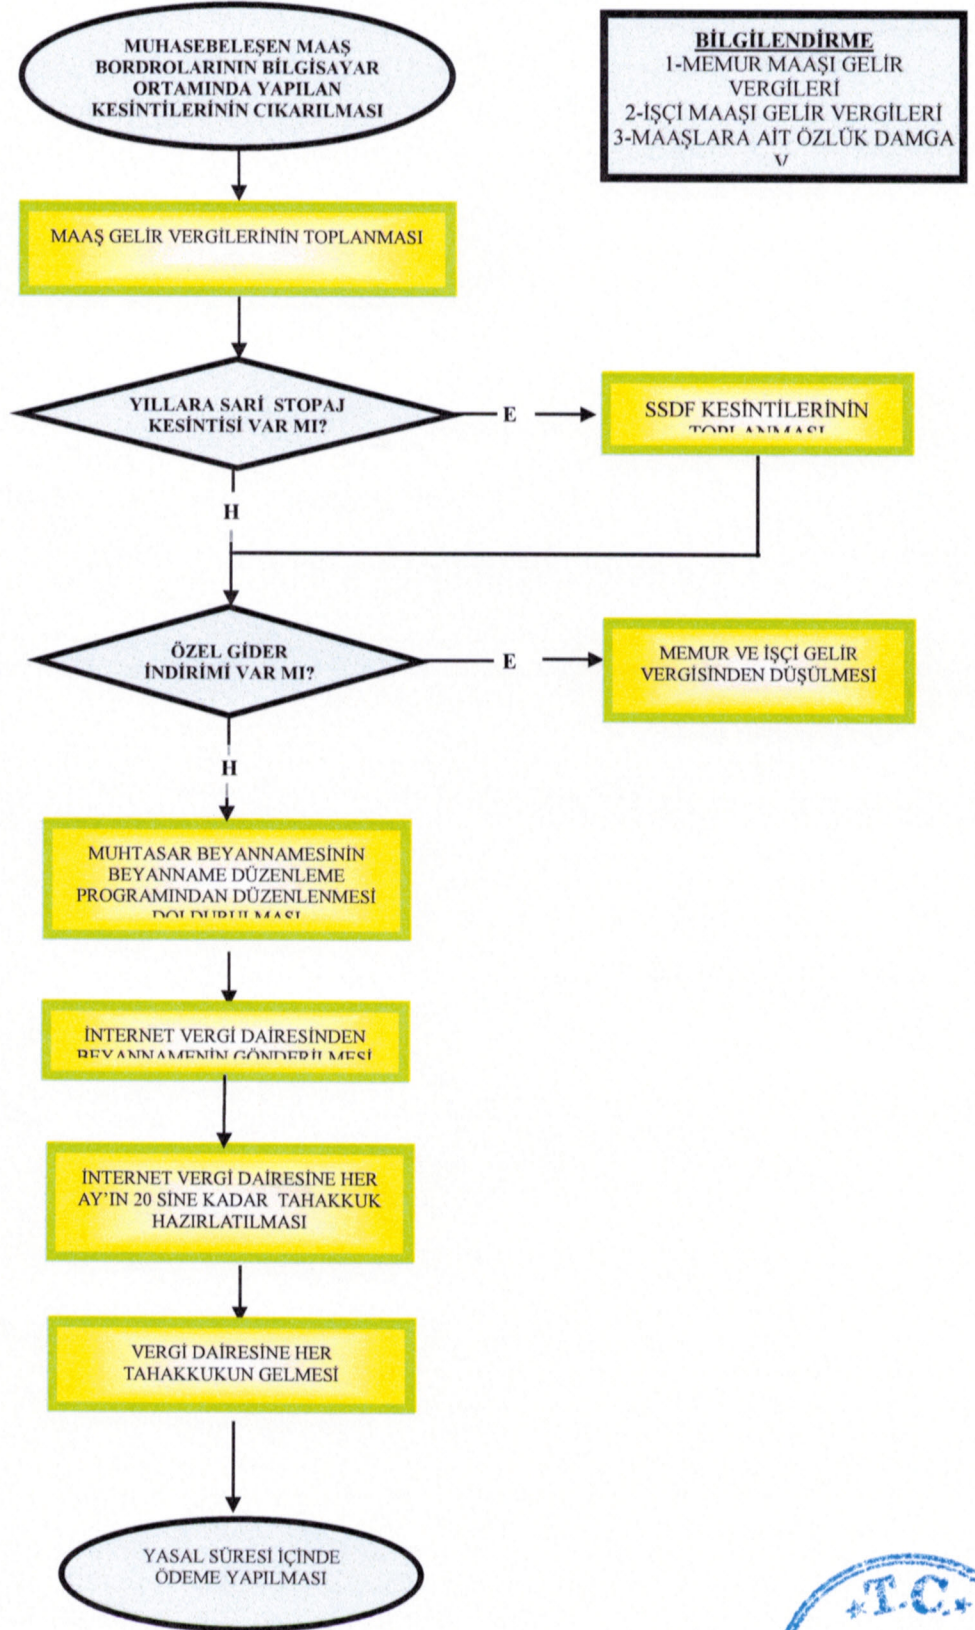 MUHASEBELEŞEN MAAŞ
BORDROLARININ BİLGİSAYAR
ORTAMINDA YAPILAN
KESİNTİLERİNİN CIKARILMASI
BİLGİLENDİRME
1-MEMUR MAAŞI GELİR
VERGİLERİ
2-İŞÇİ MAAŞI GELİR VERGİLERİ
3-MAAŞLARA AİT ÖZLÜK DAMGA
V
MAAŞ GELİR VERGİLERİNİN TOPLANMASI
YILLARA SARİ STOPAJ
KESİNTİSİ VAR MI?
E
SSDF KESİNTİLERİNİN
TOPLANMASI
H
ÖZEL GİDER
İNDİRİMİ VAR MI?
E
MEMUR VE İŞÇİ GELİR
VERGİSİNDEN DÜŞÜLMESİ
H
MUHTASAR BEYANNAMESİNİN
BEYANNAME DÜZENLEME
PROGRAMINDAN DÜZENLENMESİ
DOLDURULMASI
İNTERNET VERGİ DAİRESİNDEN
BEYANNAMENİN GÖNDERİLMESİ
İNTERNET VERGİ DAİRESİNE HER
AY'IN 20 SİNE KADAR TAHAKKUK
HAZIRLATILMASI
VERGİ DAİRESİNE HER
TAHAKKUKUN GELMESİ
YASAL SÜRESİ İÇİNDE
ÖDEME YAPILMASI
T.C.